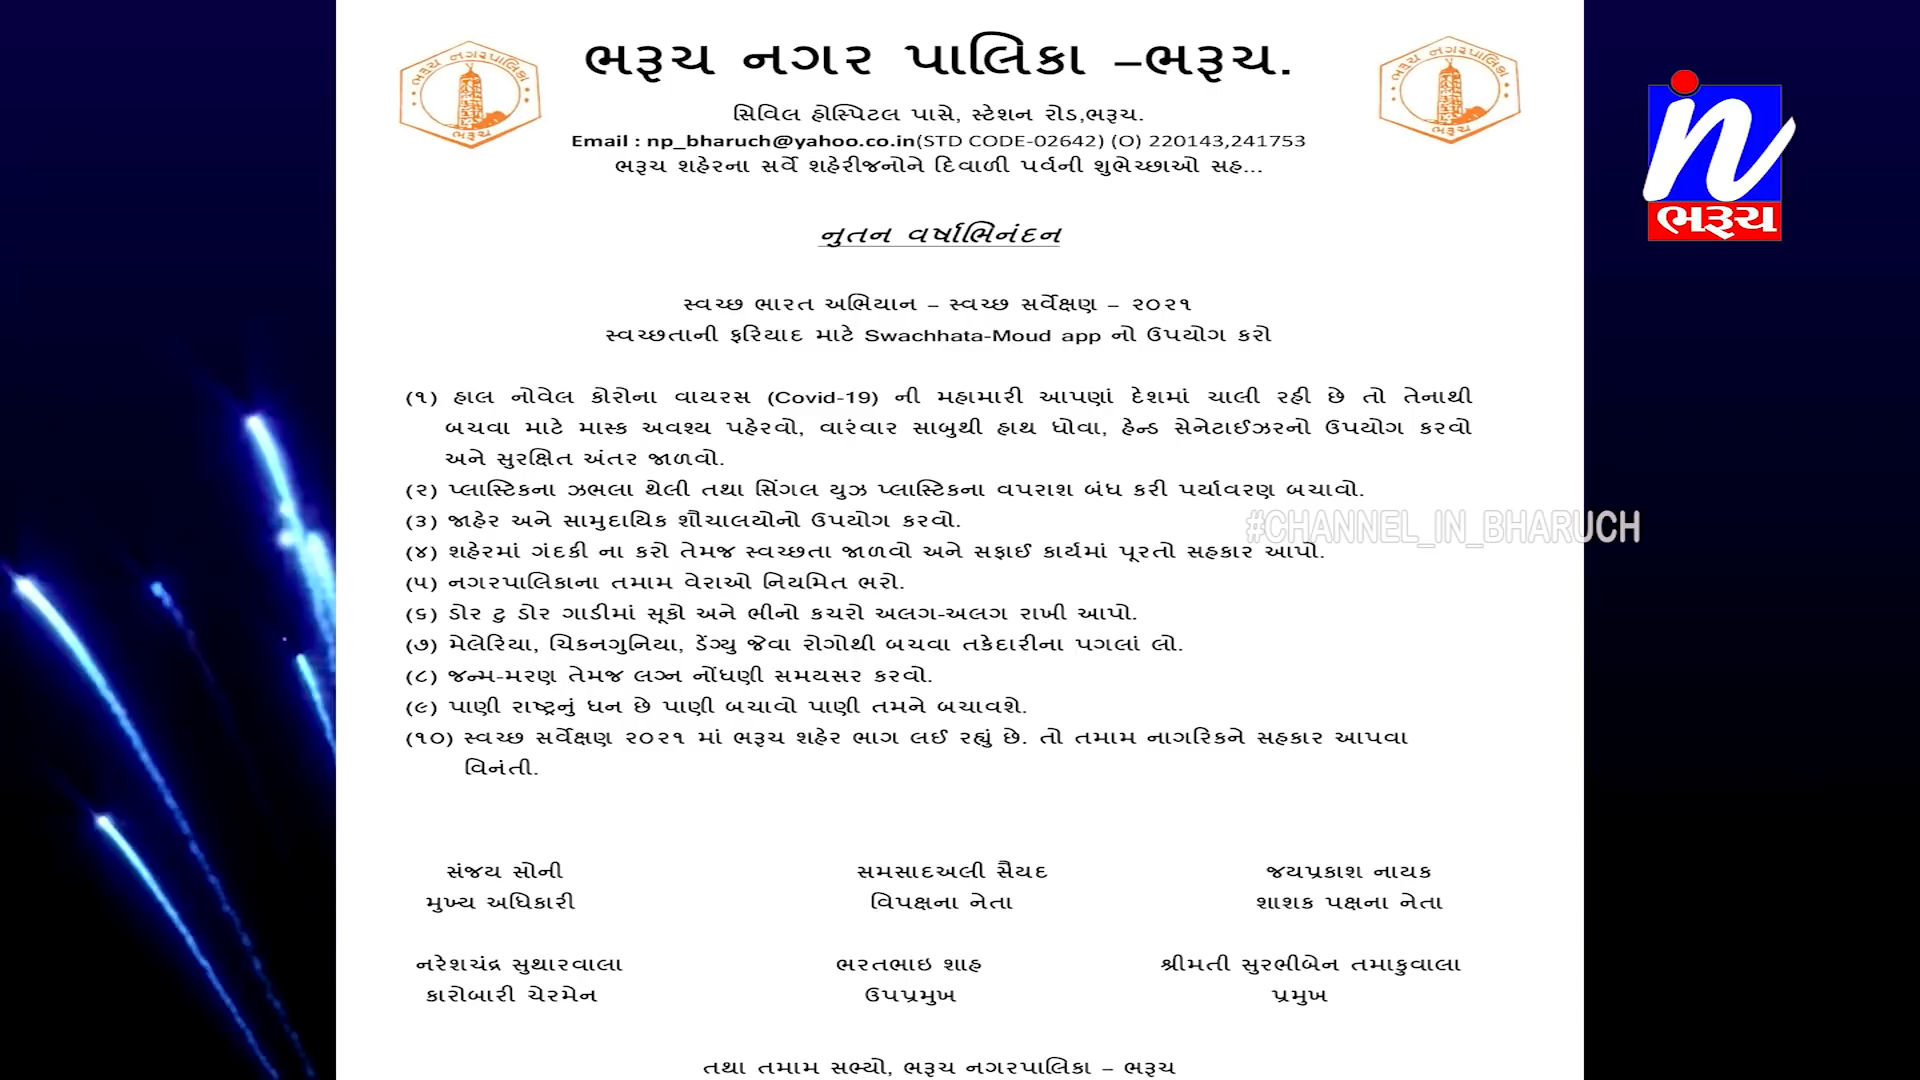 ભરૂચ નગર પાલિકા –ભરૂચ.
સિવિલ હોસ્પિટલ પાસે, સ્ટેશન રોડ,ભરૂચ.
Email : np_bharuch@yahoo.co.in(STD CODE-02642) (O) 220143,241753
ભરૂચ શહેરના સર્વે શહેરીજનોને દિવાળી પર્વની શુભેચ્છાઓ સહ...
નુતન વર્ષાભિનંદન
સ્વચ્છ ભારત અભિયાન – સ્વચ્છ સર્વેક્ષણ – ૨૦૨૧
સ્વચ્છતાની ફરિયાદ માટે Swachhata-Moud app નો ઉપયોગ કરો
(૧) હાલ નોવેલ કોરોના વાયરસ (Covid-19) ની મહામારી આપણાં દેશમાં ચાલી રહી છે તો તેનાથી
બચવા માટે માસ્ક અવશ્ય પહેરવો, વારંવાર સાબુથી હાથ ધોવા, હેન્ડ સેનેટાઈઝરનો ઉપયોગ કરવો
અને સુરક્ષિત અંતર જાળવો.
(૨) પ્લાસ્ટિકના ઝભલા થેલી તથા સિંગલ યુઝ પ્લાસ્ટિકના વપરાશ બંધ કરી પર્યાવરણ બચાવો.
(૩) જાહેર અને સામુદાયિક શૌચાલયોનો ઉપયોગ કરવો.
(૪) શહેરમાં ગંદકી ના કરો તેમજ સ્વચ્છતા જાળવો અને સફાઈ કાર્યમાં પૂરતો સહકાર આપો.
(૫) નગરપાલિકાના તમામ વેરાઓ નિયમિત ભરો.
(૬) ડોર ટુ ડોર ગાડીમાં સૂકો અને ભીનો કચરો અલગ-અલગ રાખી આપો.
(૭) મેલેરિયા, ચિકનગુનિયા, ડેંગ્યુ જેવા રોગોથી બચવા તકેદારીના પગલાં લો.
(૮) જન્મ-મરણ તેમજ લગ્ન નોંધણી સમયસર કરવો.
(૯) પાણી રાષ્ટ્રનું ધન છે પાણી બચાવો પાણી તમને બચાવશે.
(૧૦) સ્વચ્છ સર્વેક્ષણ ૨૦૨૧ માં ભરૂચ શહેર ભાગ લઈ રહ્યું છે. તો તમામ નાગરિકને સહકાર આપવા
વિનંતી.
સંજય સોની સમસાદઅલી સૈયદ જયપ્રકાશ નાયક
મુખ્ય અધિકારી વિપક્ષના નેતા શાશક પક્ષના નેતા
નરેશચંદ્ર સુથારવાલા ભરતભાઇ શાહ શ્રીમતી સુરભીબેન તમાકુવાલા
કારોબારી ચેરમેન ઉપપ્રમુખ પ્રમુખ
તથા તમામ સભ્યો, ભરૂચ નગરપાલિકા – ભરૂચ
ભરૂચ નગરપાલિકા
ભરૂચ
ભરૂચ નગરપાલિકા
ભરૂચ
in
ભરૂચ
#CHANNEL_IN_BHARUCH